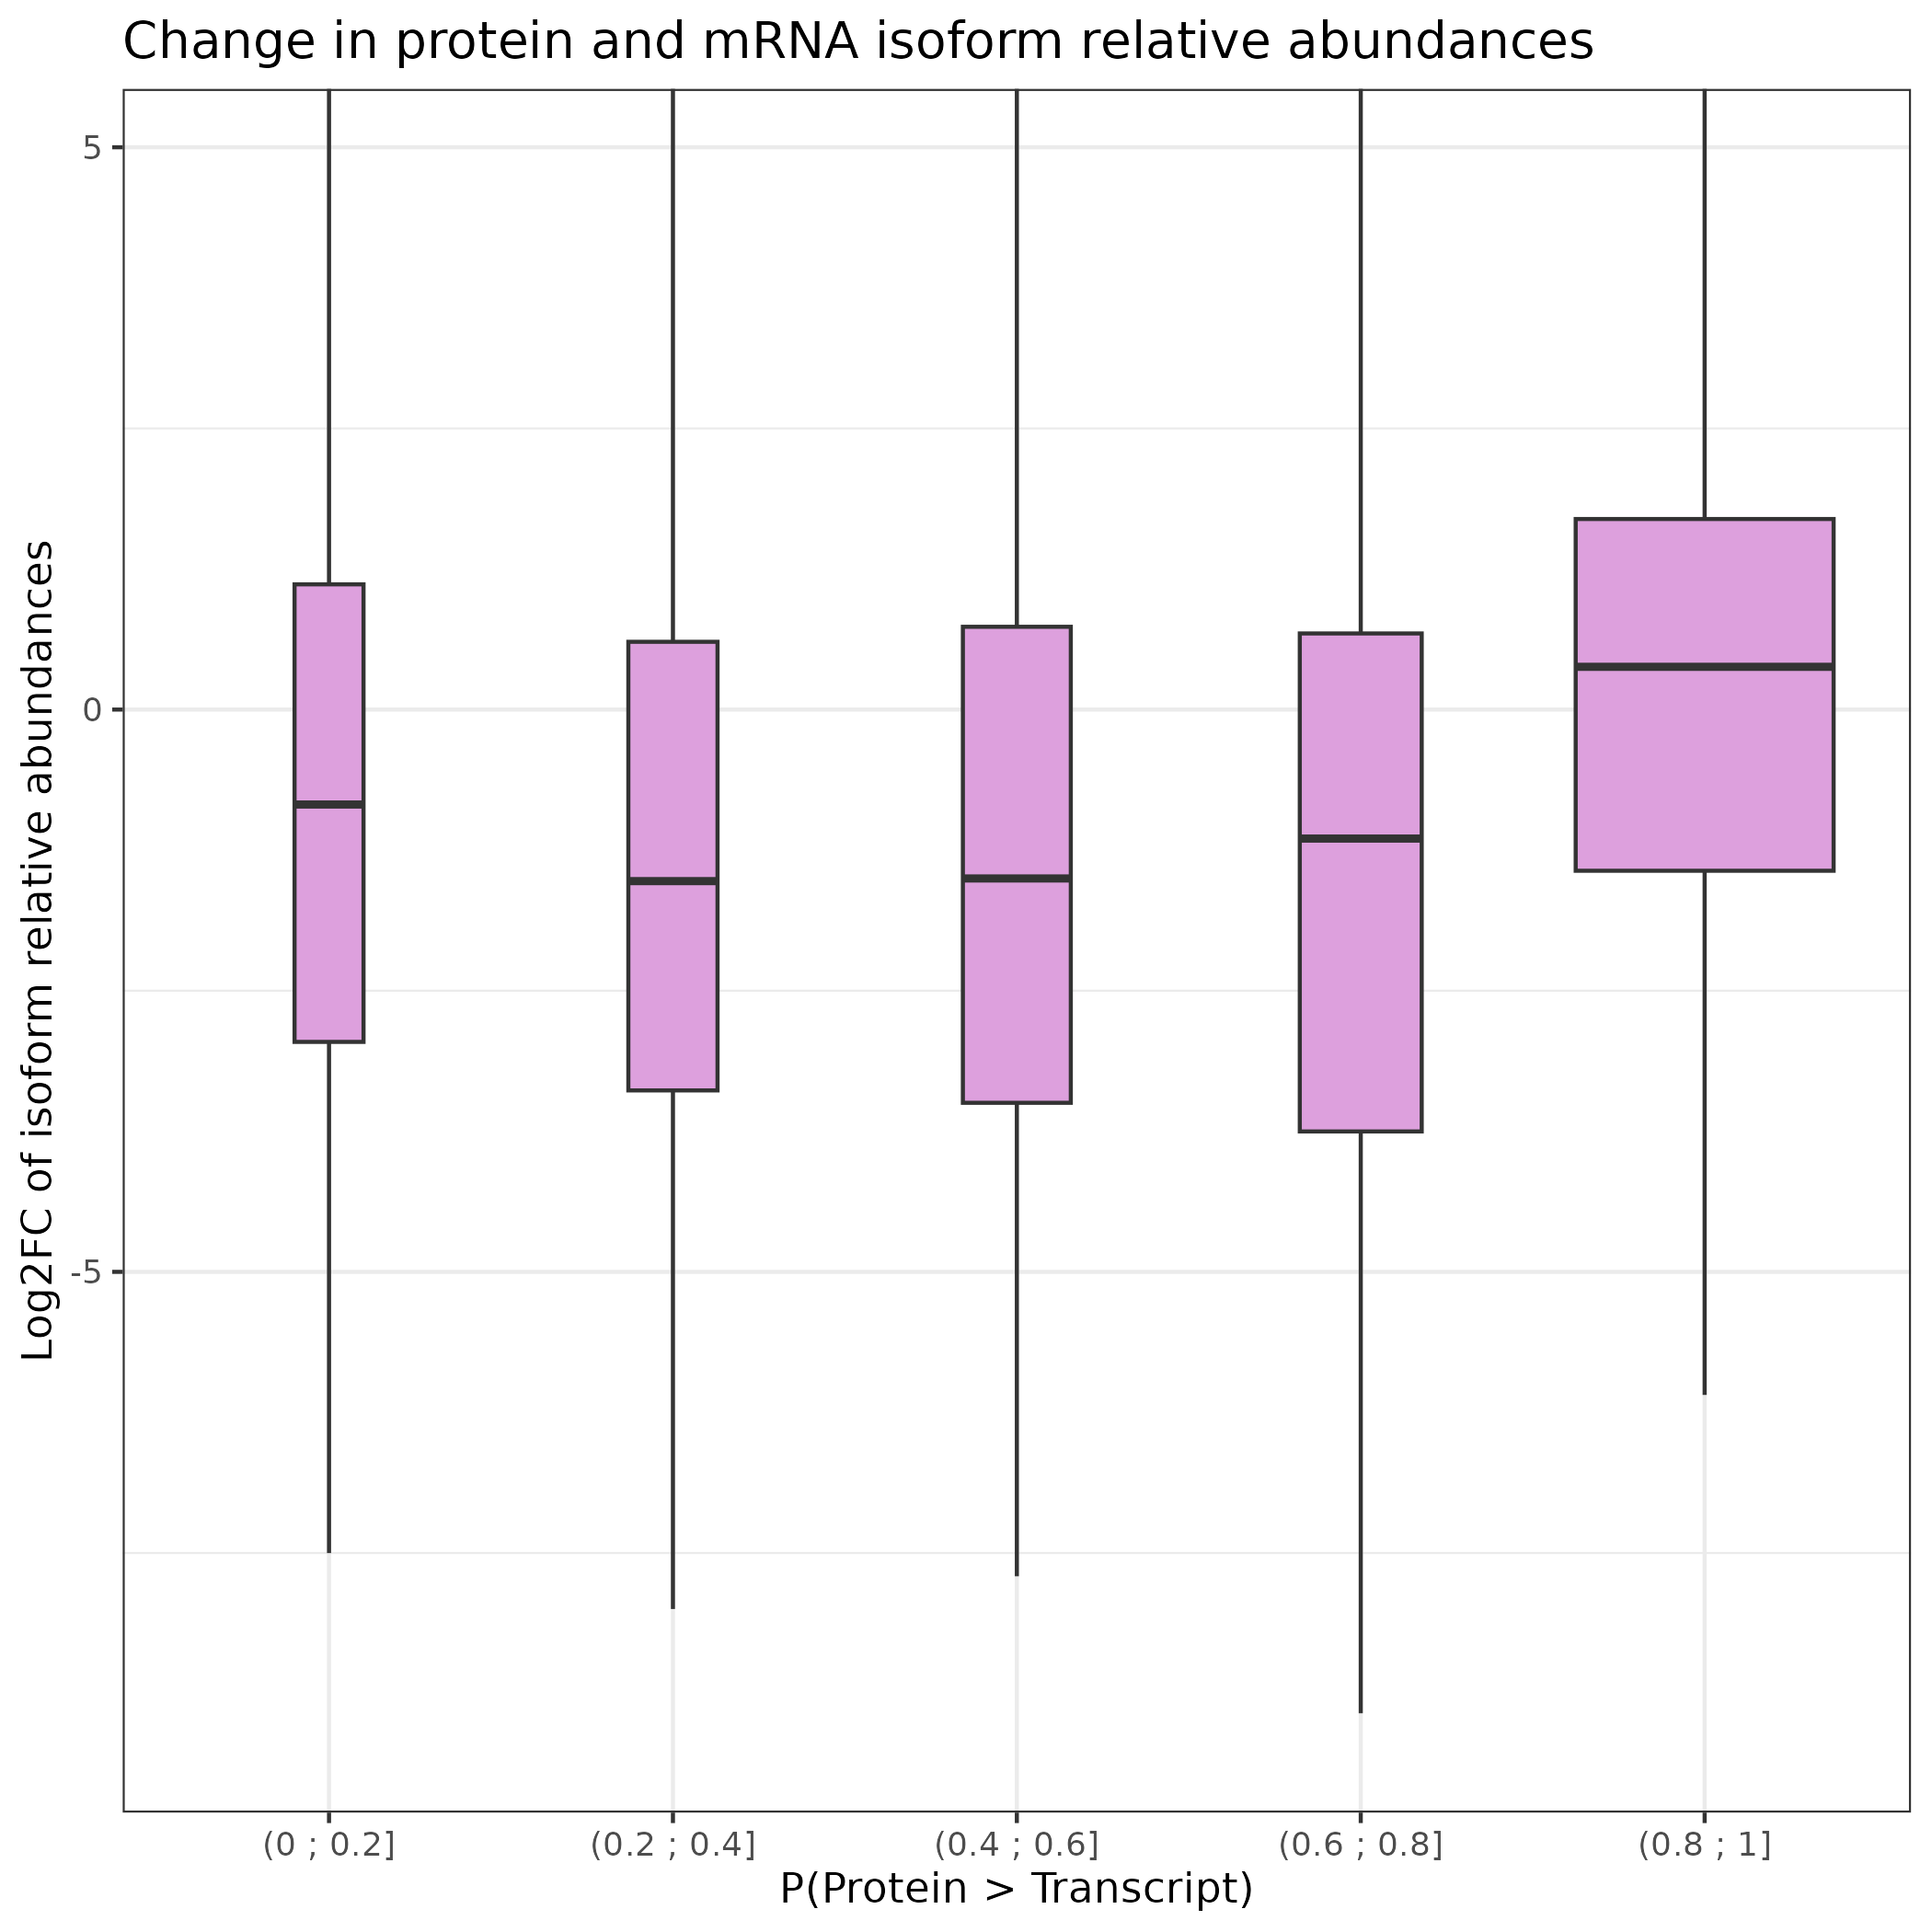 Change in protein and mRNA isoform relative abundances
Log2FC of isoform relative abundances
5
0
-5
(0 ; 0.2]
(0.2 ; 0.4]
(0.4 ; 0.6]
(0.6 ; 0.8]
(0.8 ; 1]
P(Protein > Transcript)